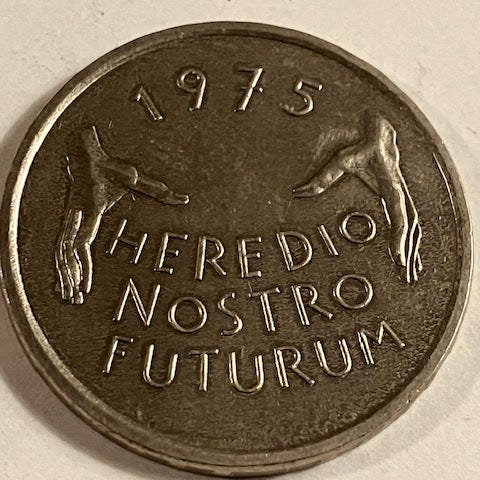 1975
HEREDIO
NOSTRO
FUTURUM